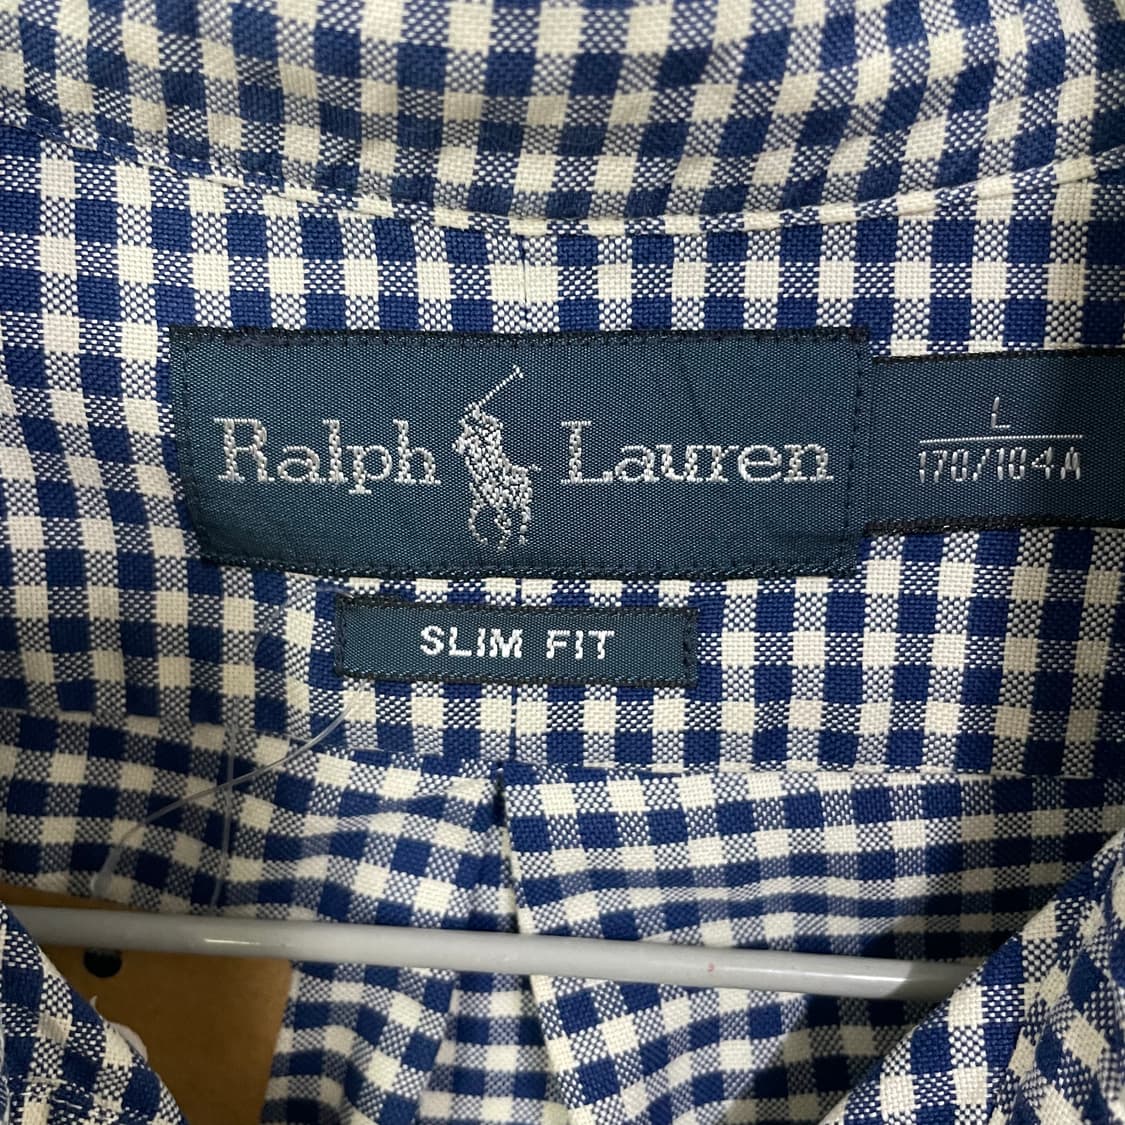 Ralph Lauren
L
170/104A
SLIM FIT